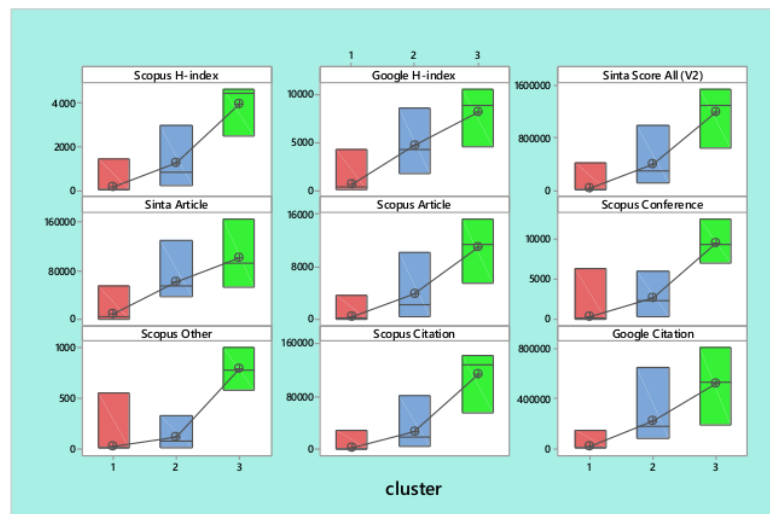 1 2 3
Scopus H-index Google H-index Sinta Score All (V2)
4000 10000 1600000
2000 5000 800000
0 0 0
Sinta Article Scopus Article Scopus Conference
160000 16000 10000
80000 8000 5000
0 0 0
Scopus Other Scopus Citation Google Citation
1000 160000 800000
500 80000 400000
0 0 0
1 2 3 1 2 3
cluster